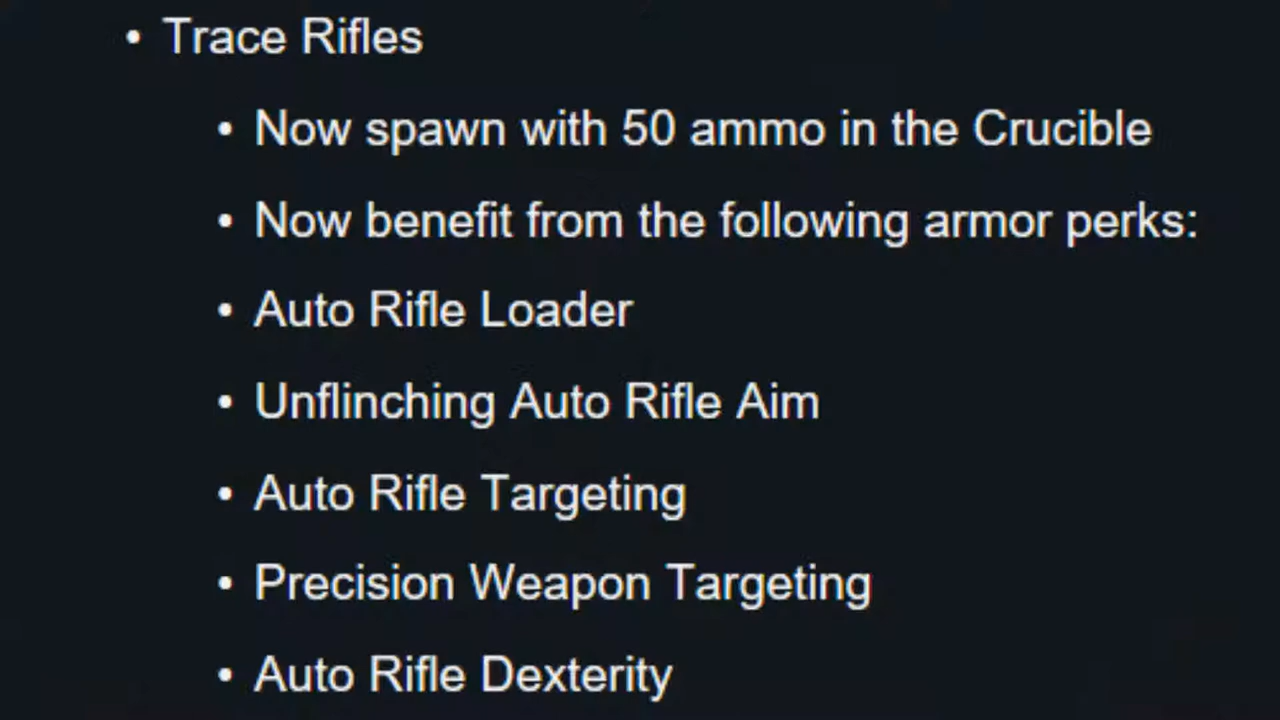 • Trace Rifles
• Now spawn with 50 ammo in the Crucible
• Now benefit from the following armor perks:
• Auto Rifle Loader
• Unflinching Auto Rifle Aim
• Auto Rifle Targeting
• Precision Weapon Targeting
• Auto Rifle Dexterity